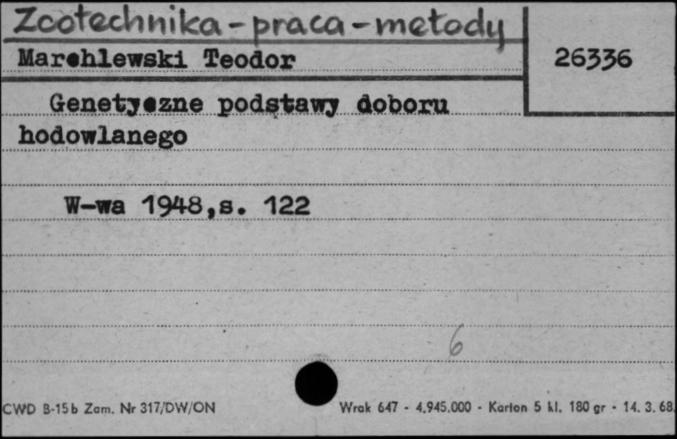 Zootechnika - praca - metody
Marchlewski Teodor
26336
Genetyczne podstawy doboru
hodowlanego
W-wa 1948,s. 122
6
CWD B-15b Zam. Nr 317/DW/ON
Wrak 647 - 4.945.000 - Karton 5 kl. 180 gr - 14. 3. 68.